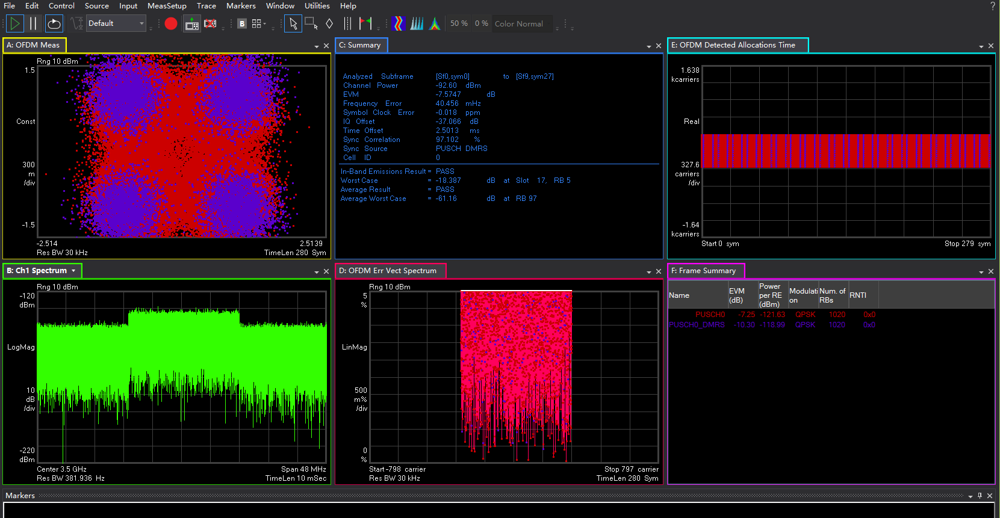 File Edit Control Source Input MeasSetup Trace Markers Window Utilities Help ?
Default B 50 % 0 % Color Normal
A: OFDM Meas
Rng 10 dBm
1.5
Const
300
m
/div
-1.5
-2.514 2.5139
Res BW 30 kHz TimeLen 280 Sym
C: Summary
Analyzed Subframe [Sf0,sym0] to [Sf9,sym27]
Channel Power -92.60 dBm
EVM -7.5747 dB
Frequency Error 40.456 mHz
Symbol Clock Error -0.018 ppm
IQ Offset -37.066 dB
Time Offset 2.5013 ms
Sync Correlation 97.102 %
Sync Source PUSCH DMRS
Cell ID 0
In-Band Emissions Result = PASS
Worst Case = -18.387 dB at Slot 17, RB 5
Average Result = PASS
Average Worst Case = -61.16 dB at RB 97
E: OFDM Detected Allocations Time
1.638
kcarriers
Real
327.6
carriers
/div
-1.64
kcarriers
Start 0 sym Stop 279 sym
B: Ch1 Spectrum
Rng 10 dBm
-120
dBm
LogMag
10
dB
/div
-220
dBm
Center 3.5 GHz Span 48 MHz
Res BW 381.936 Hz TimeLen 10 mSec
D: OFDM Err Vect Spectrum
Rng 10 dBm
5
%
LinMag
500
m%
/div
0
%
Start -798 carrier Stop 797 carrier
Res BW 30 kHz TimeLen 280 Sym
F: Frame Summary
Name EVM (dB) Power per RE (dBm) Modulati on Num. of RBs RNTI
PUSCH0 -7.25 -121.63 QPSK 1020 0x0
PUSCH0_DMRS -10.30 -118.99 QPSK 1020 0x0
Markers